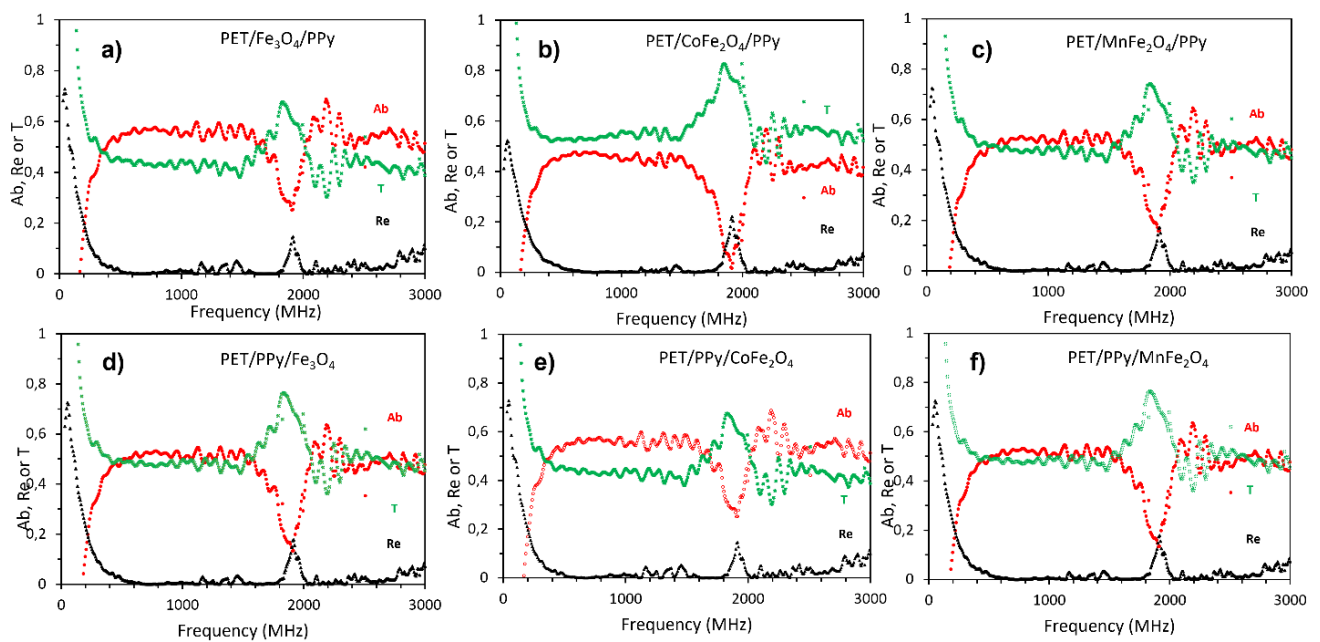 a)
PET/Fe₃O₄/PPy
1
0,8
0,6
0,4
0,2
0
Ab, Re or T
Ab
T
Re
0
1000
2000
3000
Frequency (MHz)
b)
PET/CoFe₂O₄/PPy
1
0,8
0,6
0,4
0,2
0
Ab, Re or T
T
Ab
Re
0
1000
2000
3000
Frequency (MHz)
c)
PET/MnFe₂O₄/PPy
1
0,8
0,6
0,4
0,2
0
Ab, Re or T
Ab
T
Re
0
1000
2000
3000
Frequency (MHz)
d)
PET/PPy/Fe₃O₄
1
0,8
0,6
0,4
0,2
0
Ab, Re or T
Ab
T
Re
0
1000
2000
3000
Frequency (MHz)
e)
PET/PPy/CoFe₂O₄
1
0,8
0,6
0,4
0,2
0
Ab, Re or T
Ab
T
Re
0
1000
2000
3000
Frequency (MHz)
f)
PET/PPy/MnFe₂O₄
1
0,8
0,6
0,4
0,2
0
Ab, Re or T
Ab
T
Re
0
1000
2000
3000
Frequency (MHz)